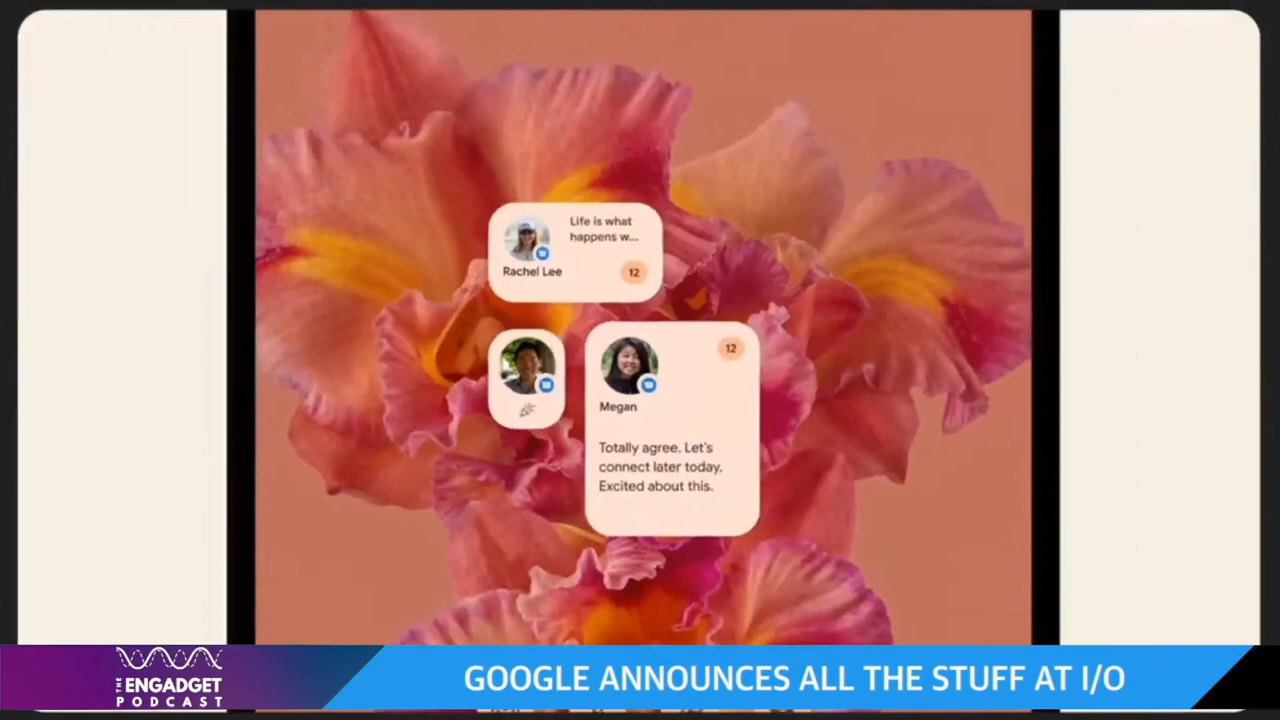 Life is what
happens w...
Rachel Lee
12
12
Megan
Totally agree. Let's
connect later today.
Excited about this.
THE ENGADGET
PODCAST
GOOGLE ANNOUNCES ALL THE STUFF AT I/O